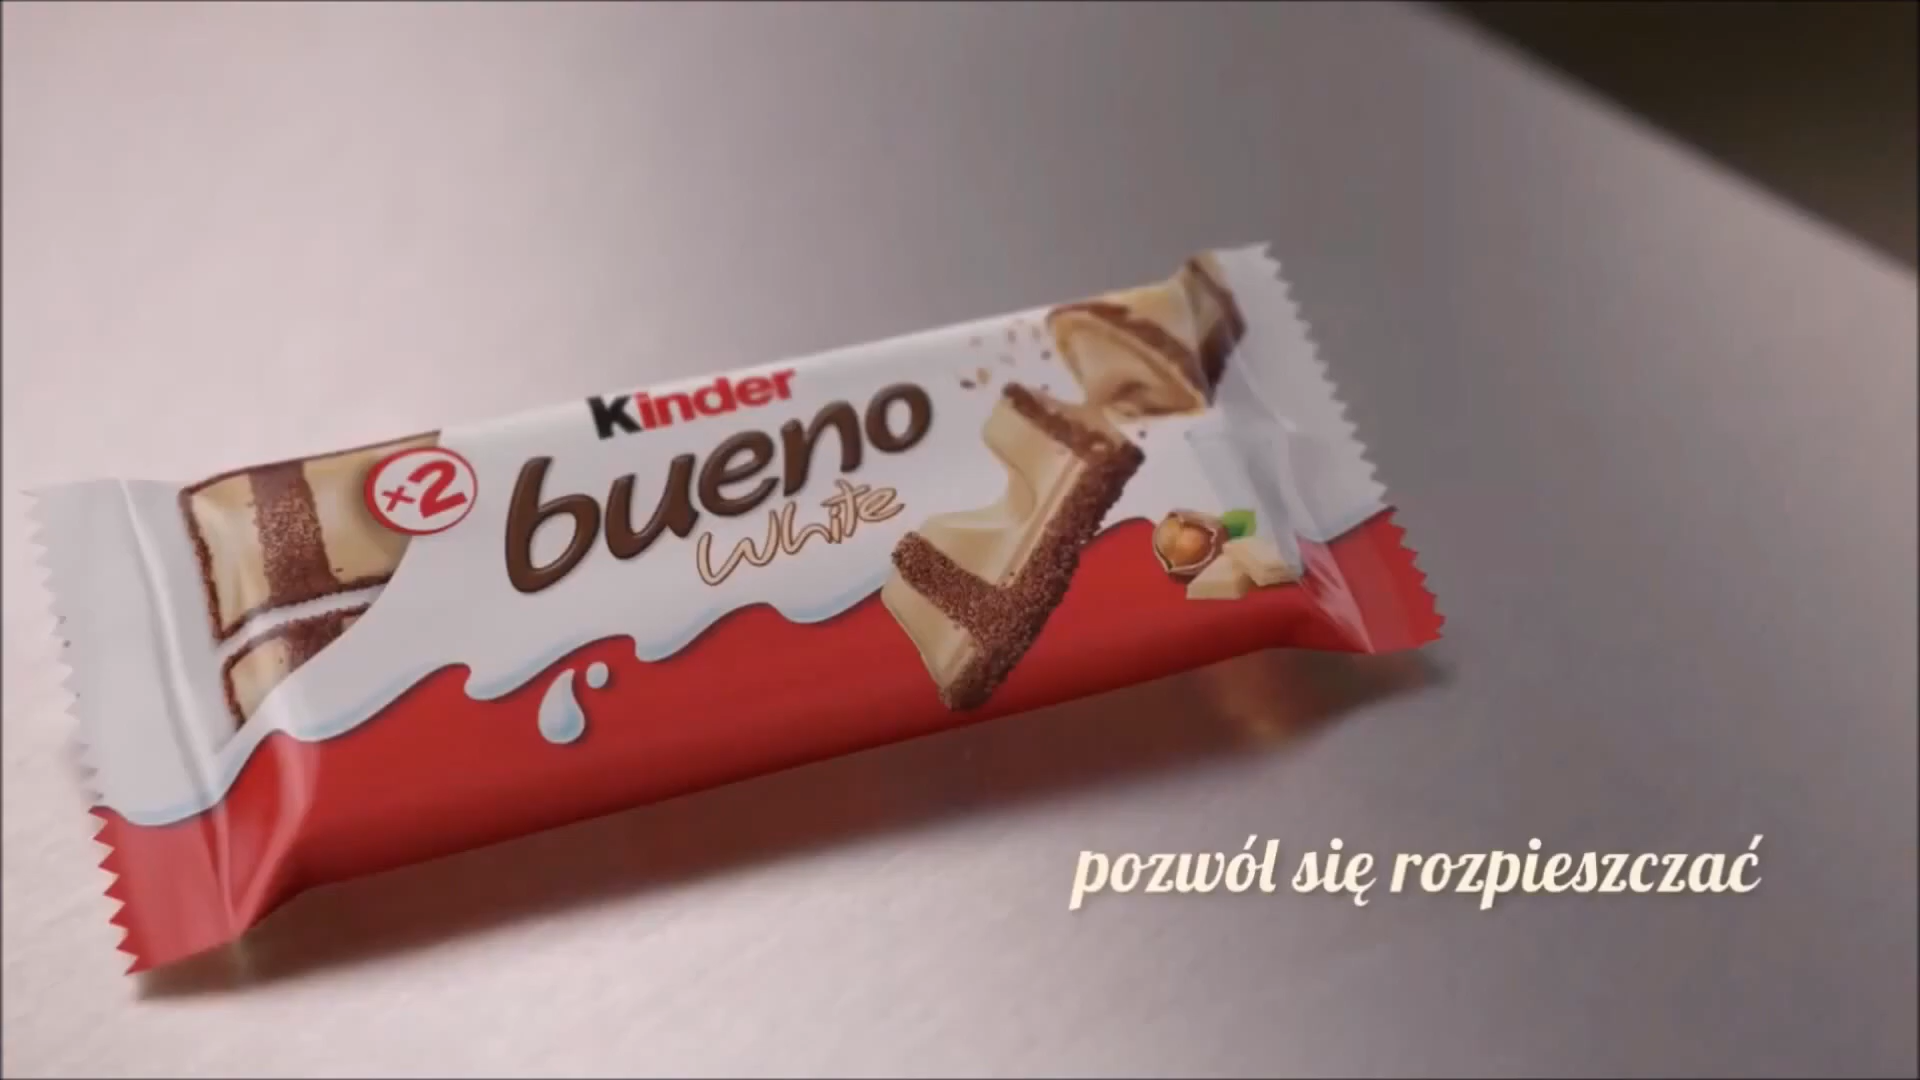 x2
Kinder
bueno
White
pozwól się rozpieszczać